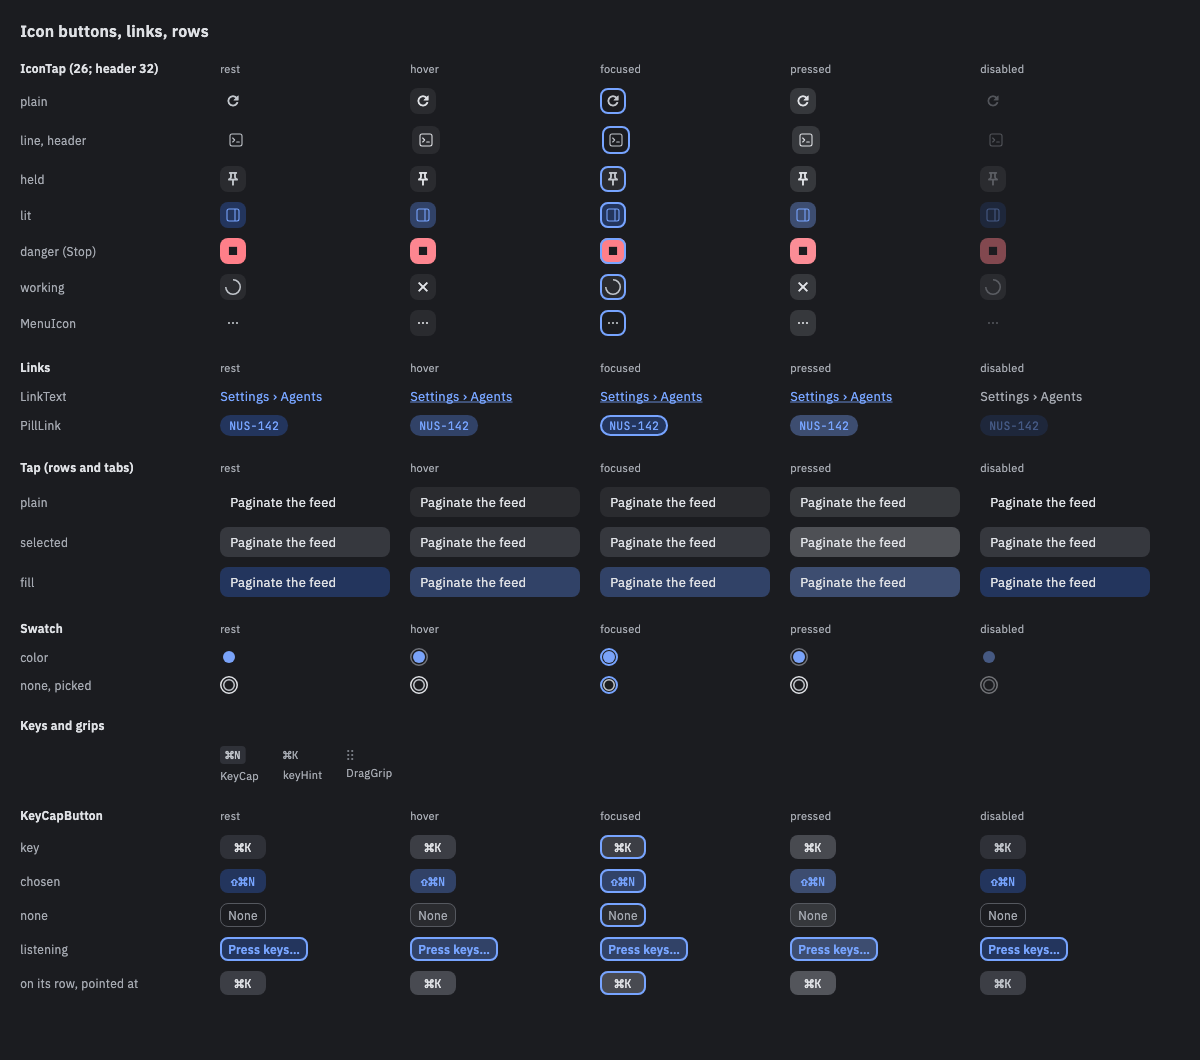 Icon buttons, links, rows
IconTap (26; header 32) rest hover focused pressed disabled
plain
line, header
held
lit
danger (Stop)
working
MenuIcon
Links rest hover focused pressed disabled
LinkText Settings › Agents Settings › Agents Settings › Agents Settings › Agents Settings › Agents
PillLink NUS-142 NUS-142 NUS-142 NUS-142 NUS-142
Tap (rows and tabs) rest hover focused pressed disabled
plain Paginate the feed Paginate the feed Paginate the feed Paginate the feed Paginate the feed
selected Paginate the feed Paginate the feed Paginate the feed Paginate the feed Paginate the feed
fill Paginate the feed Paginate the feed Paginate the feed Paginate the feed Paginate the feed
Swatch rest hover focused pressed disabled
color
none, picked
Keys and grips
⌘N ⌘K
KeyCap keyHint DragGrip
KeyCapButton rest hover focused pressed disabled
key ⌘K ⌘K ⌘K ⌘K ⌘K
chosen ⇧⌘N ⇧⌘N ⇧⌘N ⇧⌘N ⇧⌘N
none None None None None None
listening Press keys… Press keys… Press keys… Press keys… Press keys…
on its row, pointed at ⌘K ⌘K ⌘K ⌘K ⌘K